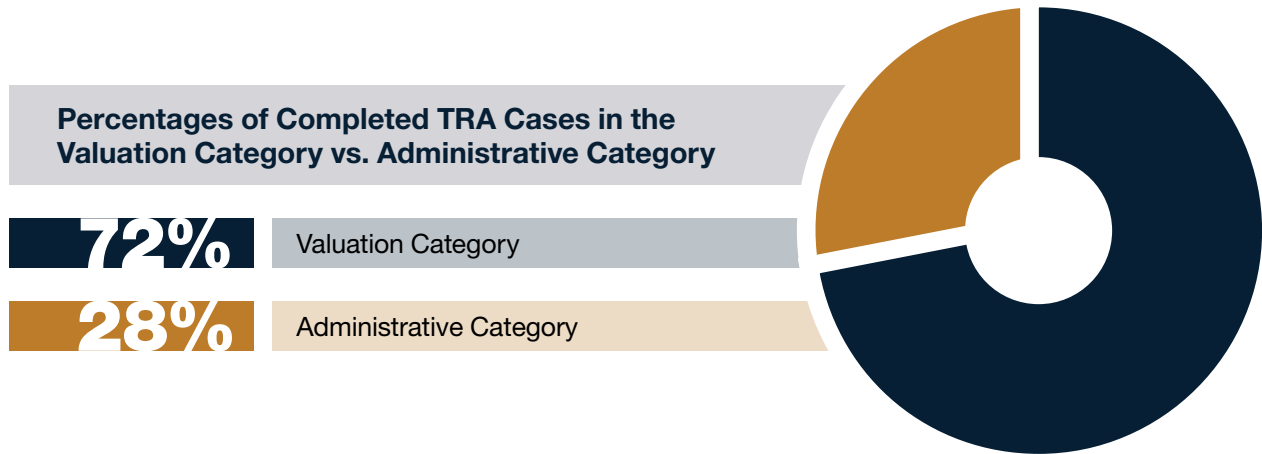 Percentages of Completed TRA Cases in the
Valuation Category vs. Administrative Category
72%
Valuation Category
28%
Administrative Category